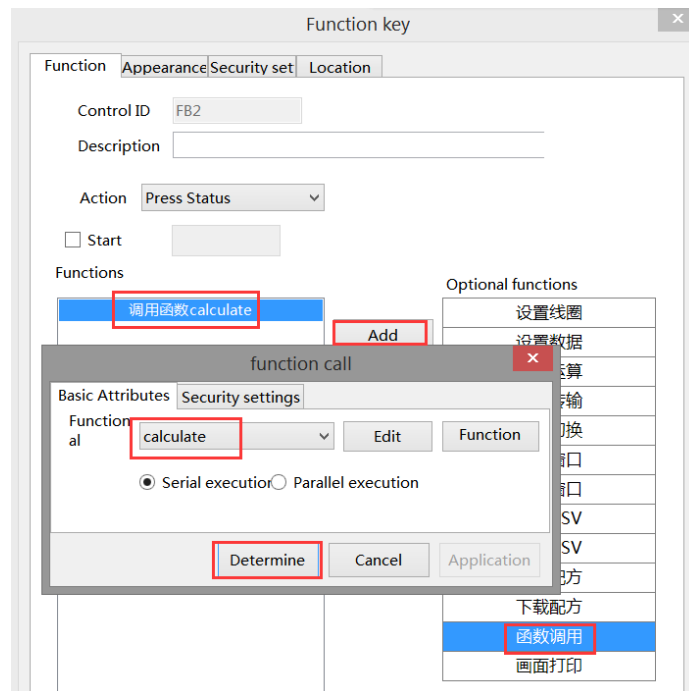 Function key
Function Appearance Security set Location
Control ID FB2
Description
Action Press Status
Start
Functions
Optional functions
调用函数calculate
Add
设置线圈
设置数据
算
输
换
窗口
窗口
SV
SV
配方
下载配方
函数调用
画面打印
function call
Basic Attributes Security settings
Function
al
calculate
Edit
Function
Serial execution Parallel execution
Determine
Cancel
Application